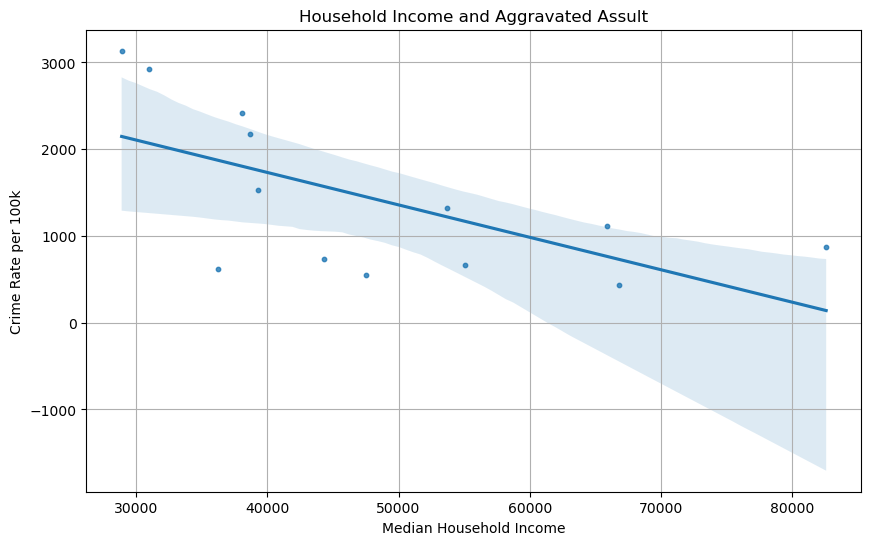 Household Income and Aggravated Assult
3000
2000
1000
0
−1000
Crime Rate per 100k
30000 40000 50000 60000 70000 80000
Median Household Income